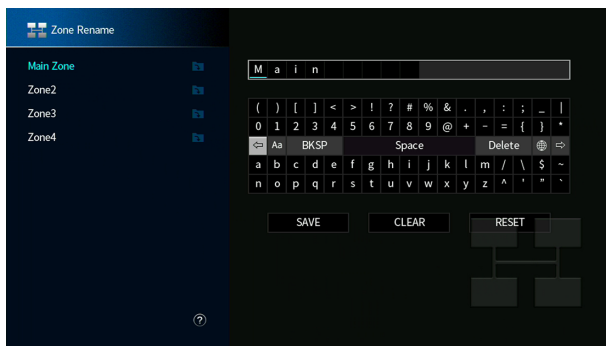 Zone Rename
Main Zone
Zone2
Zone3
Zone4
M a i n
( ) [ ] < > ! ? # % & . , : ; _ |
0 1 2 3 4 5 6 7 8 9 @ + - = { } *
⇦ Aa BKSP Space Delete ⇨
a b c d e f g h i j k l m / \ $ ~
n o p q r s t u v w x y z ^ ' " `
SAVE CLEAR RESET
?